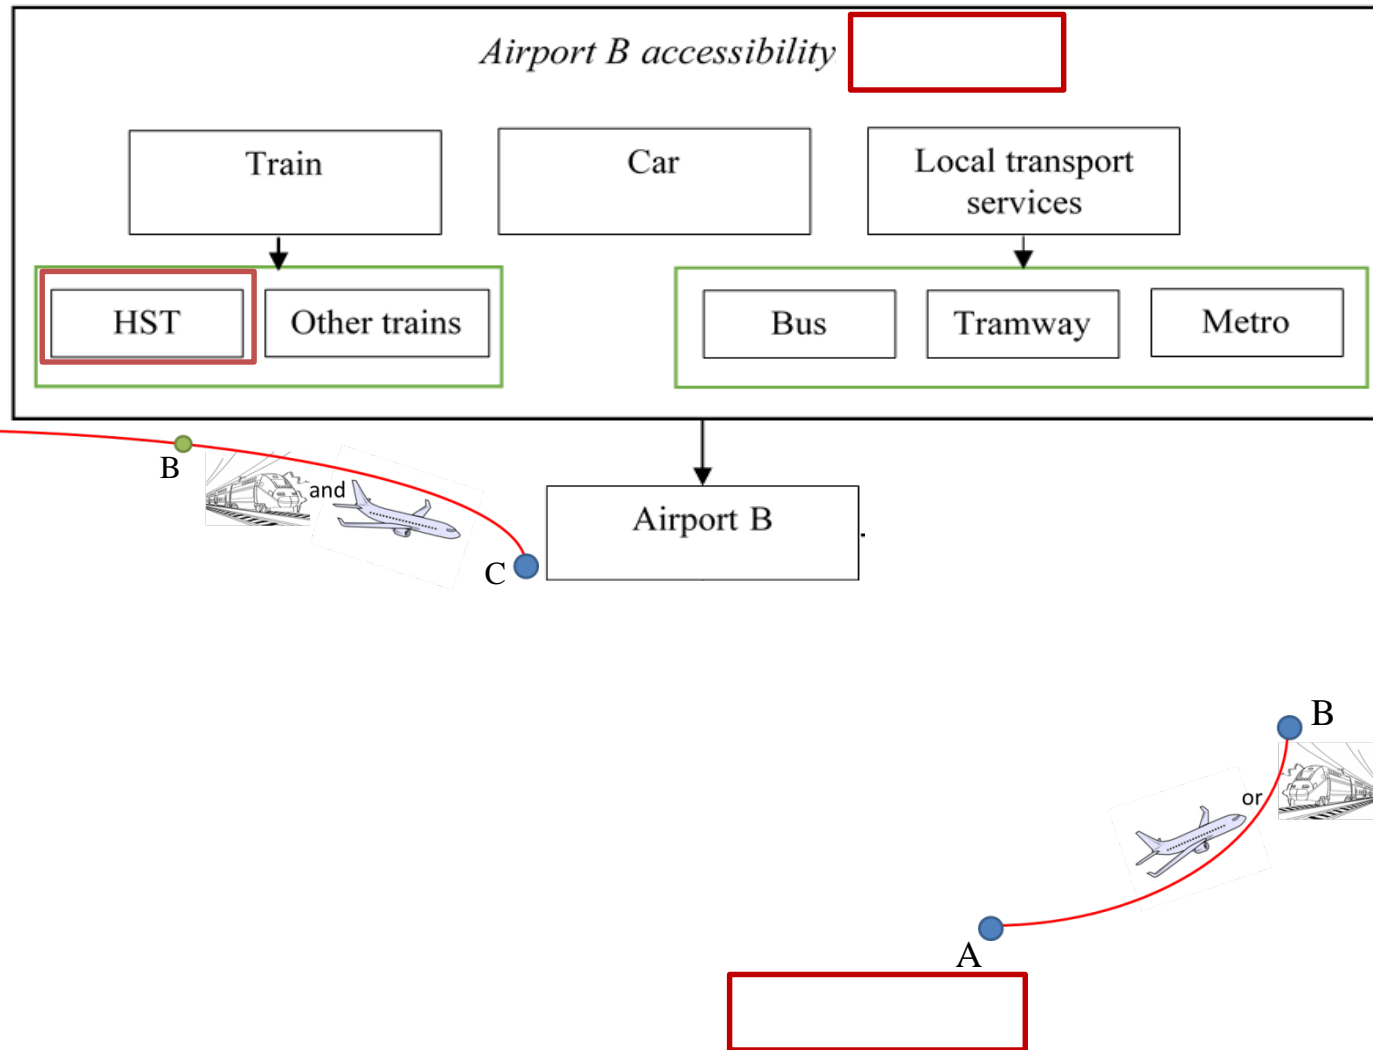 Airport B accessibility
Train
Car
Local transport
services
HST
Other trains
Bus
Tramway
Metro
B
and
C
Airport B
B
or
A